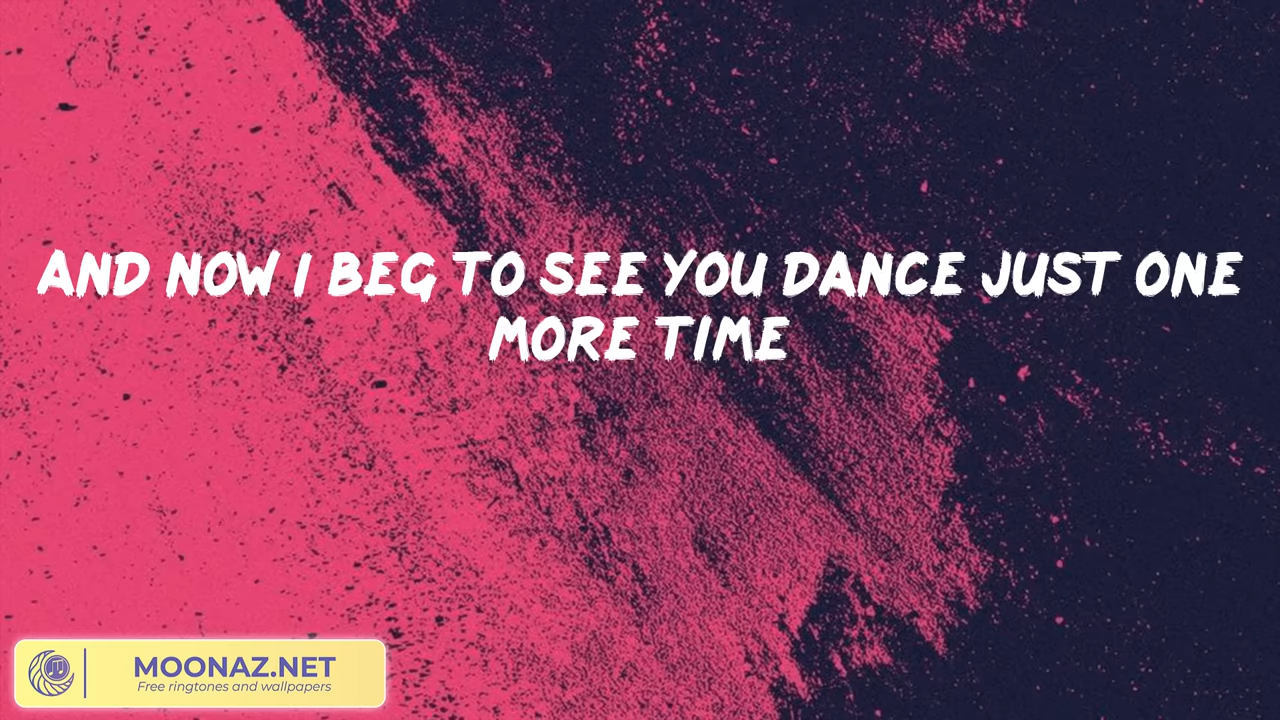 AND NOW I BEG TO SEE YOU DANCE JUST ONE
MORE TIME
MOONAZ.NET
Free ringtones and wallpapers